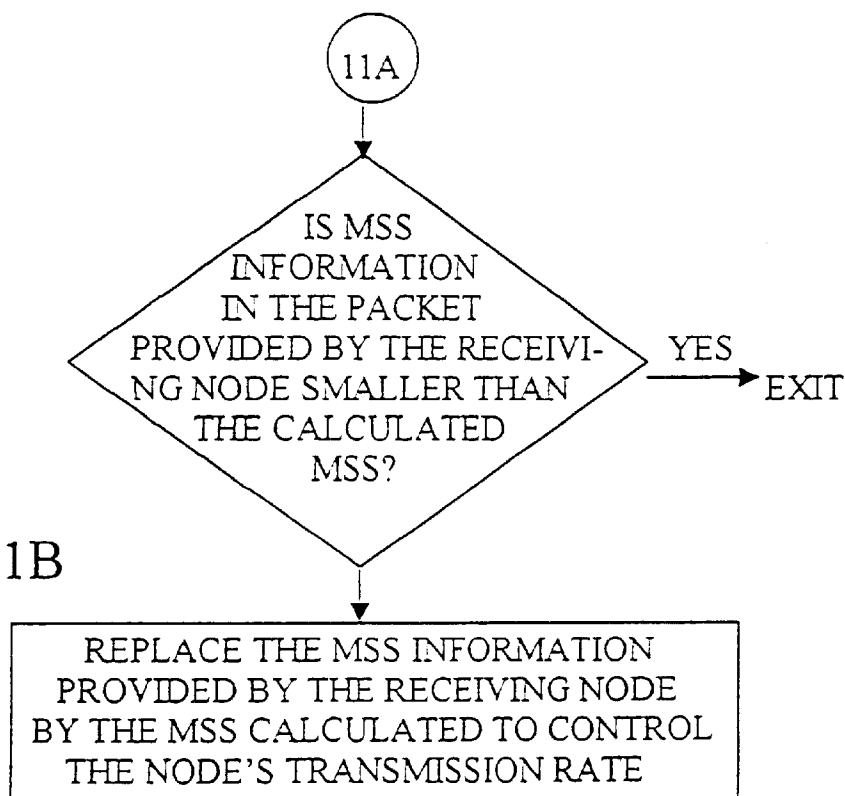 11A
IS MSS
INFORMATION
IN THE PACKET
PROVIDED BY THE RECEIVI-
NG NODE SMALLER THAN
THE CALCULATED
MSS?
YES
EXIT
1B
REPLACE THE MSS INFORMATION
PROVIDED BY THE RECEIVING NODE
BY THE MSS CALCULATED TO CONTROL
THE NODE'S TRANSMISSION RATE